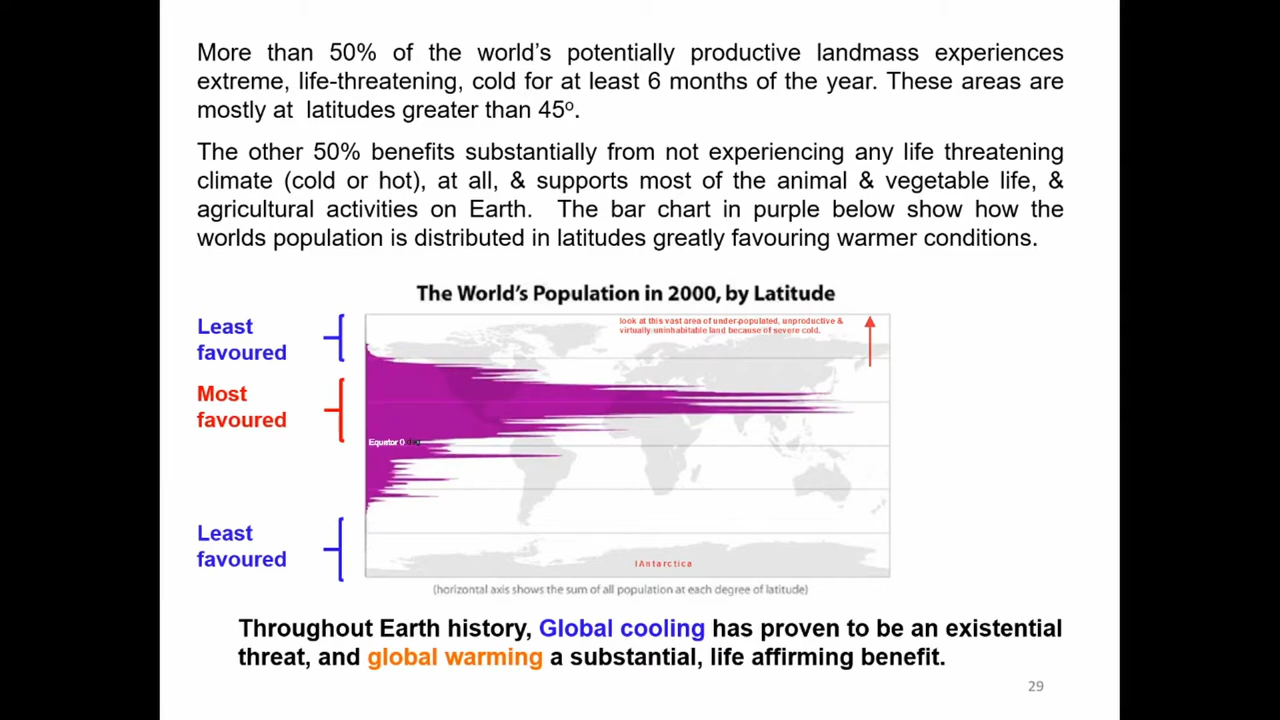 More than 50% of the world's potentially productive landmass experiences
extreme, life-threatening, cold for at least 6 months of the year. These areas are
mostly at latitudes greater than 45º.
The other 50% benefits substantially from not experiencing any life threatening
climate (cold or hot), at all, & supports most of the animal & vegetable life, &
agricultural activities on Earth. The bar chart in purple below show how the
worlds population is distributed in latitudes greatly favouring warmer conditions.
The World's Population in 2000, by Latitude
look at this vast area of under-populated, unproductive &
virtually uninhabitable land because of severe cold.
Least
favoured
Most
favoured
Equator 0 deg
Least
favoured
IAntarctica
(horizontal axis shows the sum of all population at each degree of latitude)
Throughout Earth history, Global cooling has proven to be an existential
threat, and global warming a substantial, life affirming benefit.
29